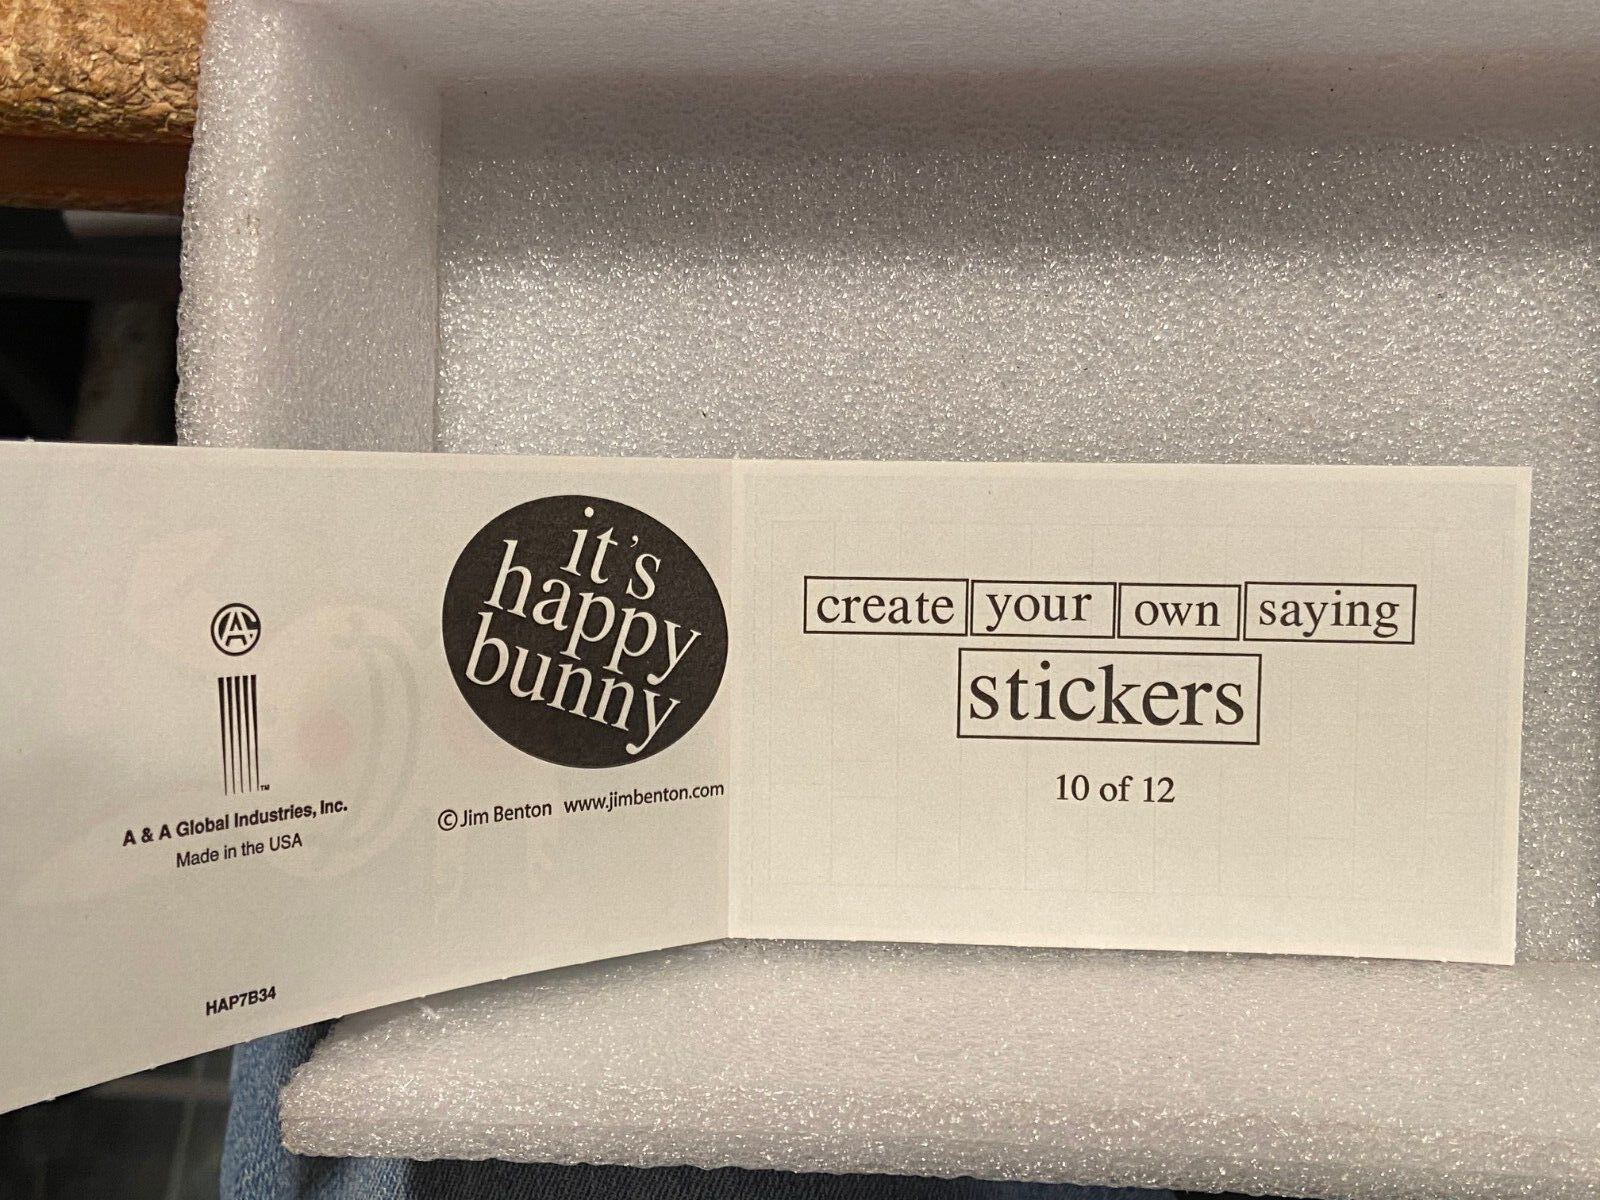 A & A Global Industries, Inc.
Made in the USA
HAP7B34
it's
happy
bunny
© Jim Benton www.jimbenton.com
create your own saying
stickers
10 of 12